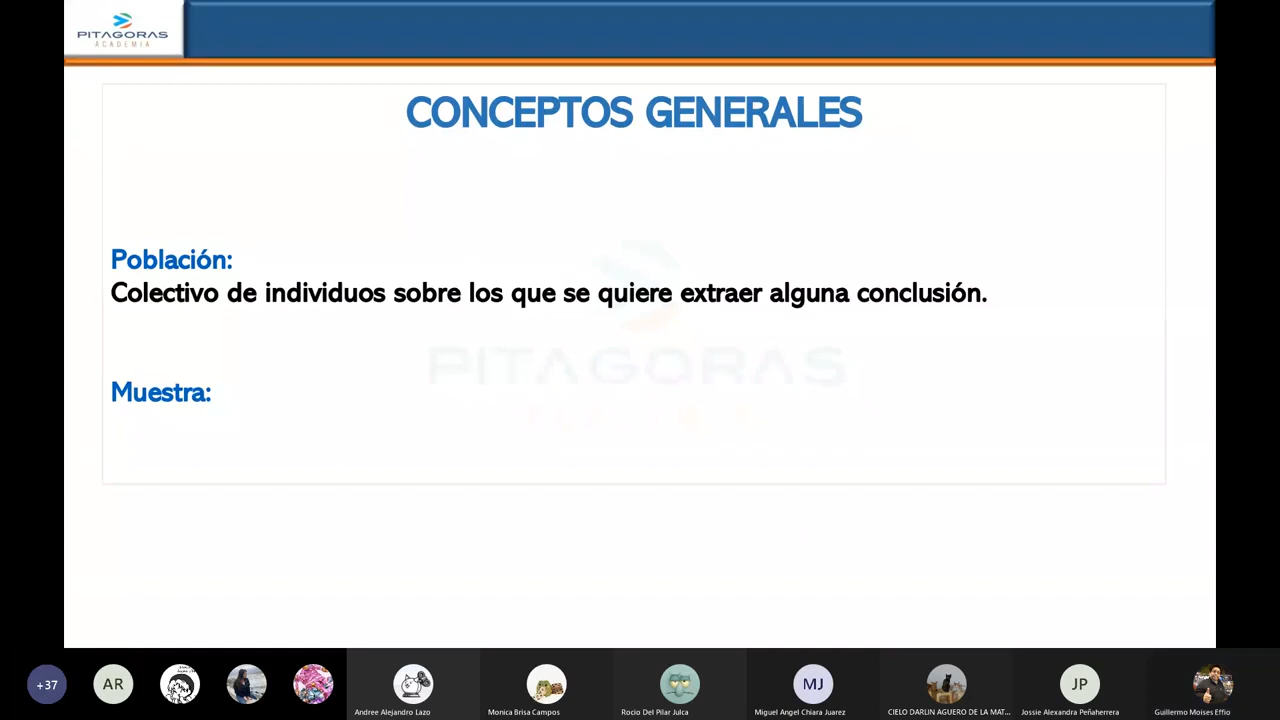 PITAGORAS
ACADEMIA
CONCEPTOS GENERALES
Población:
Colectivo de individuos sobre los que se quiere extraer alguna conclusión.
PITAGORAS
Muestra:
+37
AR
MJ
JP
Andree Alejandro Lazo
Monica Brisa Campos
Rocio Del Pilar Julca
Miguel Angel Chiara Juarez
CIELO DARLIN AGUERO DE LA MAT...
Jossie Alexandra Peñaherrera
Guillermo Moises Effio